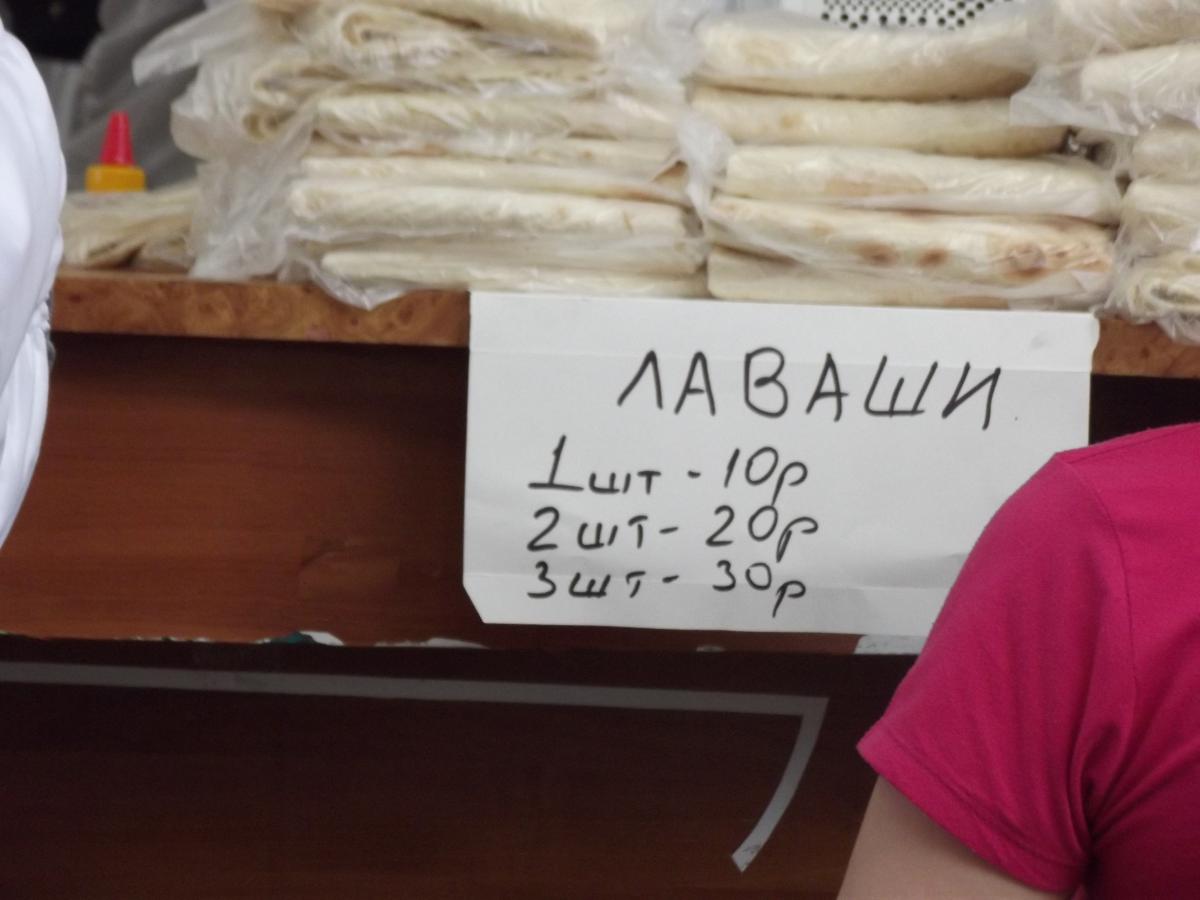 ЛАВАШИ
1шт - 10р
2шт - 20р
3шт - 30р